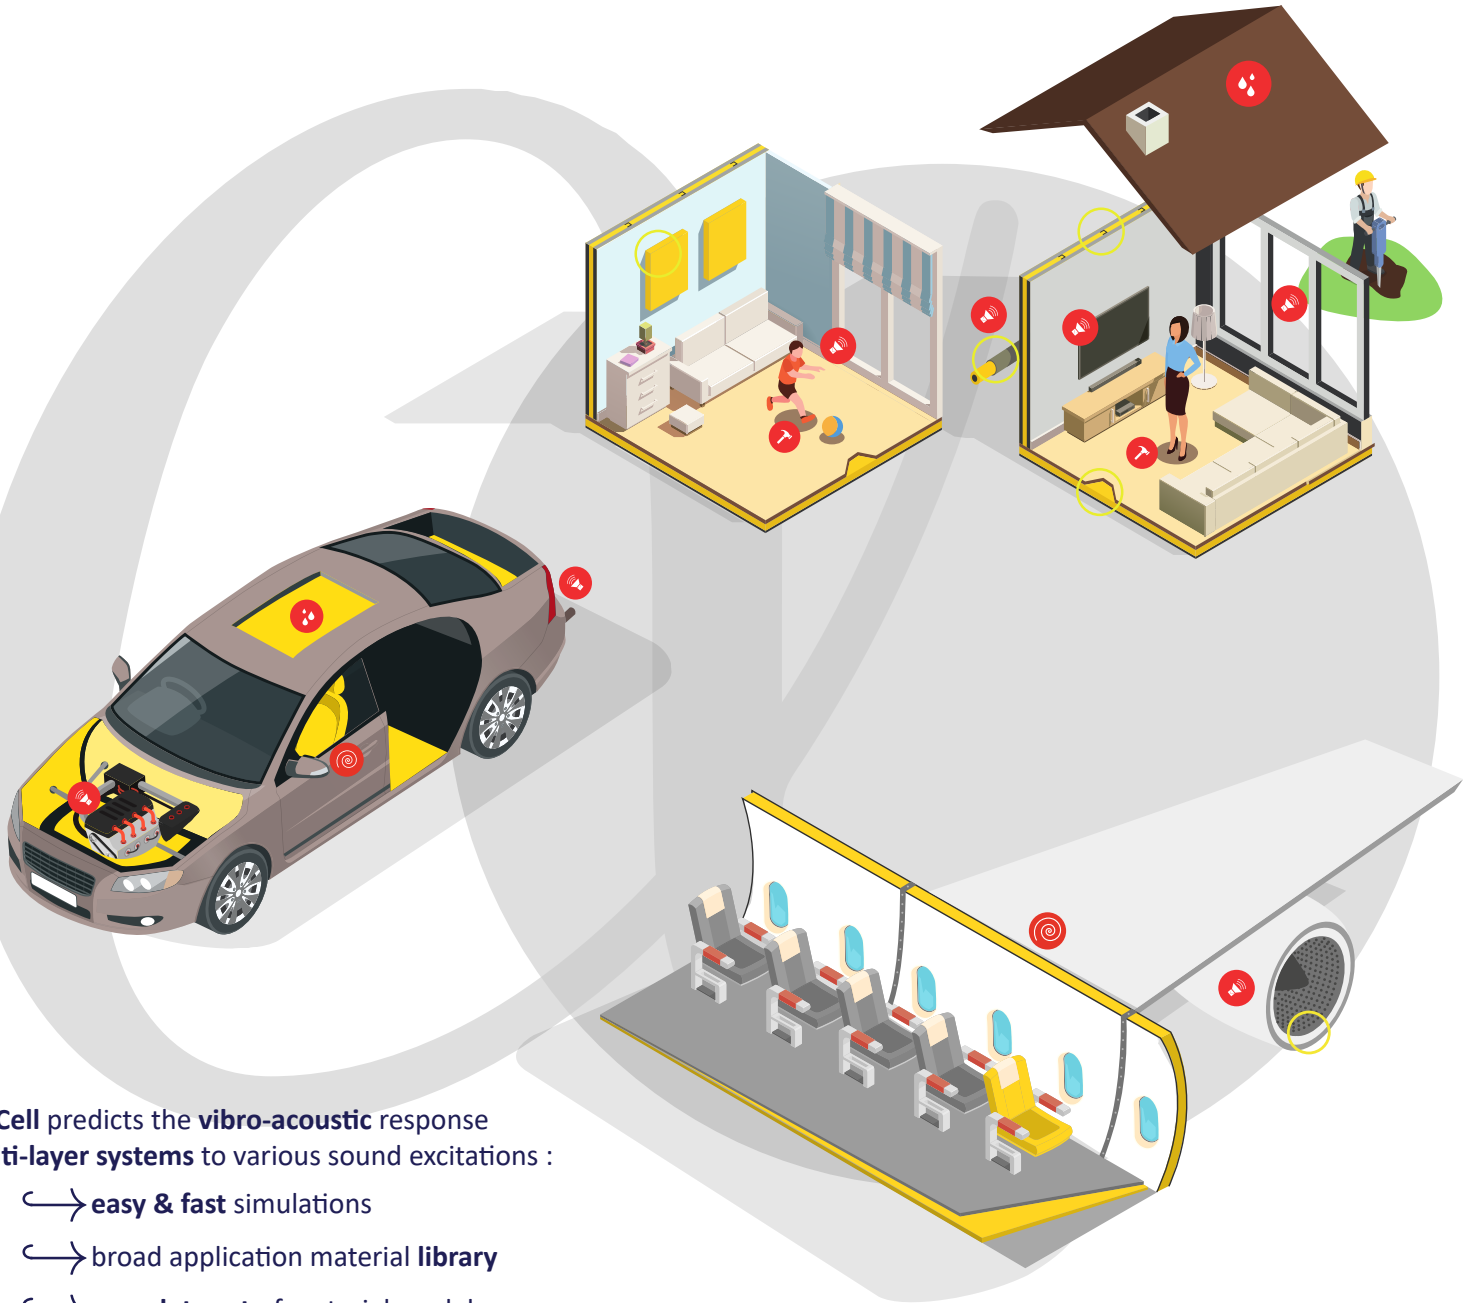 Cell predicts the vibro-acoustic response
ti-layer systems to various sound excitations :
easy & fast simulations
broad application material library